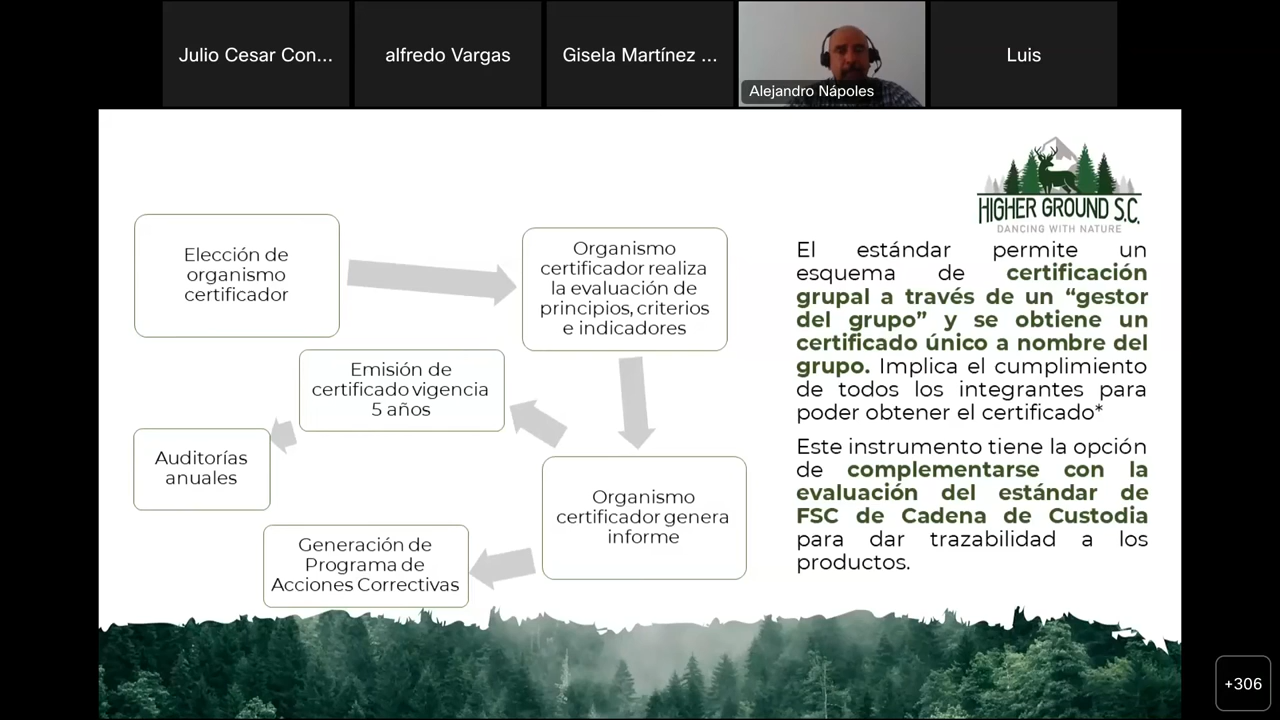 Julio Cesar Con...
alfredo Vargas
Gisela Martínez ...
Alejandro Nápoles
Luis
HIGHER GROUND S.C.
DANCING WITH NATURE
Elección de
organismo
certificador
Organismo
certificador realiza
la evaluación de
principios, criterios
e indicadores
Emisión de
certificado vigencia
5 años
Auditorías
anuales
Organismo
certificador genera
informe
Generación de
Programa de
Acciones Correctivas
El estándar permite un
esquema de certificación
grupal a través de un “gestor
del grupo” y se obtiene un
certificado único a nombre del
grupo. Implica el cumplimiento
de todos los integrantes para
poder obtener el certificado*
Este instrumento tiene la opción
de complementarse con la
evaluación del estándar de
FSC de Cadena de Custodia
para dar trazabilidad a los
productos.
+306